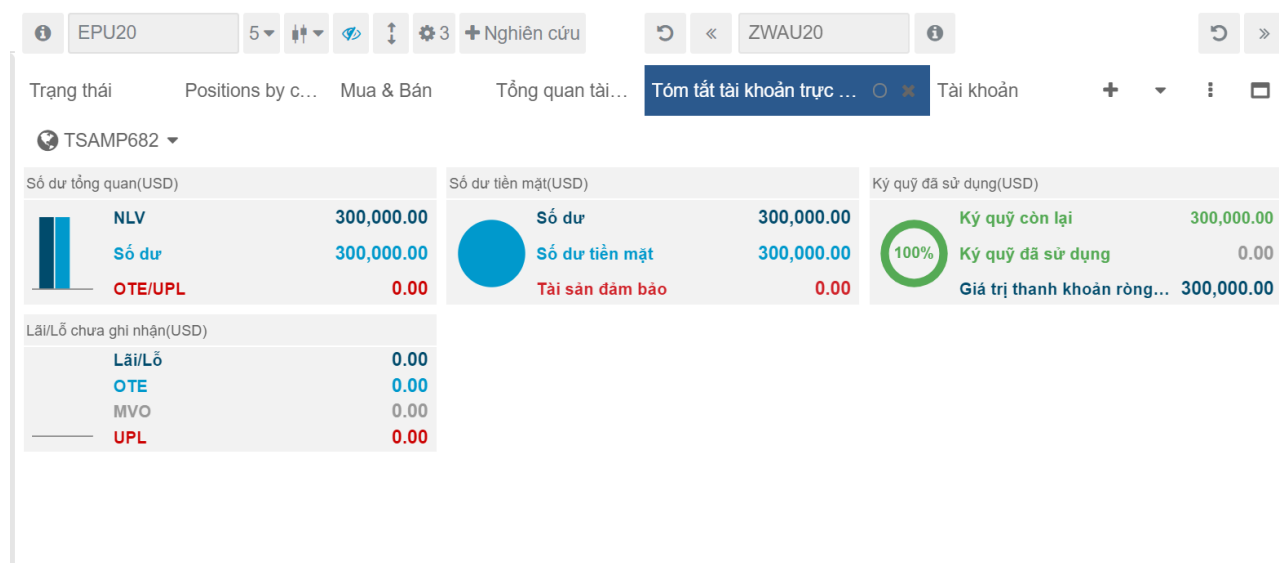 EPU20 5 3 Nghiên cứu « ZWAU20 »
Trạng thái Positions by c... Mua & Bán Tổng quan tài... Tóm tắt tài khoản trực ... Tài khoản
TSAMP682
Số dư tổng quan(USD) Số dư tiền mặt(USD) Ký quỹ đã sử dụng(USD)
NLV 300,000.00 Số dư 300,000.00 Ký quỹ còn lại 300,000.00
Số dư 300,000.00 Số dư tiền mặt 300,000.00 100% Ký quỹ đã sử dụng 0.00
OTE/UPL 0.00 Tài sản đảm bảo 0.00 Giá trị thanh khoản ròng... 300,000.00
Lãi/Lỗ chưa ghi nhận(USD)
Lãi/Lỗ 0.00
OTE 0.00
MVO 0.00
UPL 0.00